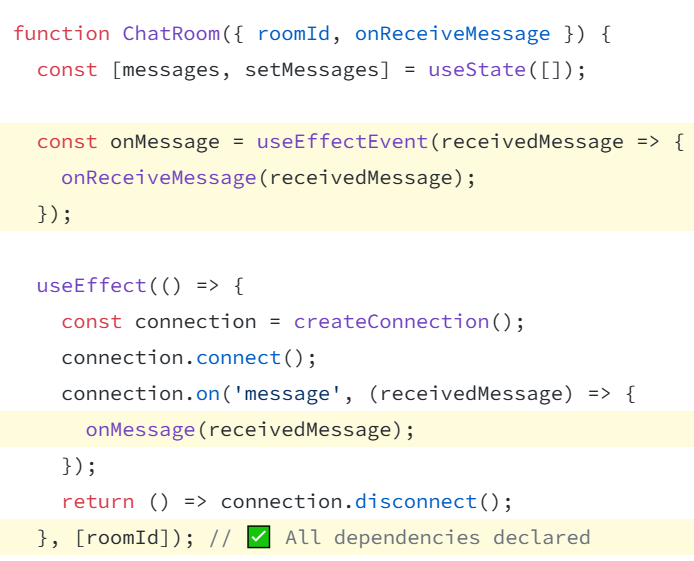 function ChatRoom({ roomId, onReceiveMessage }) {
  const [messages, setMessages] = useState([]);

  const onMessage = useEffectEvent(receivedMessage => {
    onReceiveMessage(receivedMessage);
  });

  useEffect(() => {
    const connection = createConnection();
    connection.connect();
    connection.on('message', (receivedMessage) => {
      onMessage(receivedMessage);
    });
    return () => connection.disconnect();
  }, [roomId]); // ✅ All dependencies declared